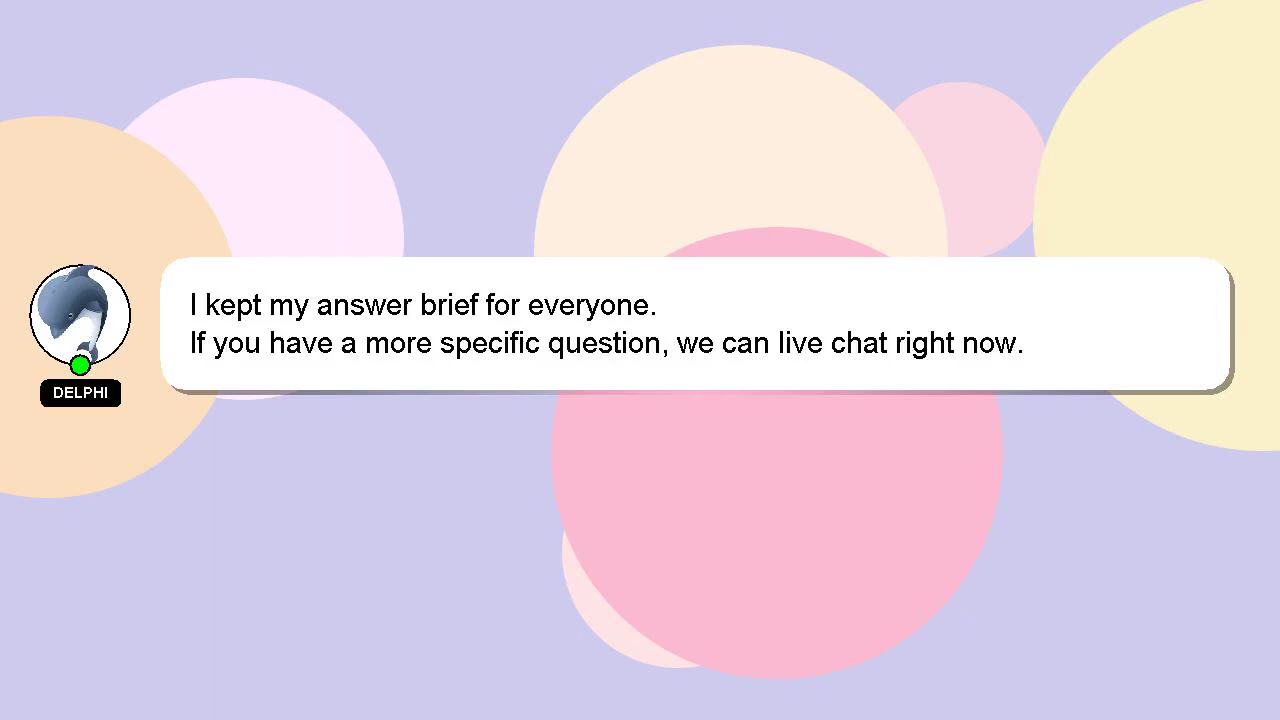 I kept my answer brief for everyone.
If you have a more specific question, we can live chat right now.
DELPHI